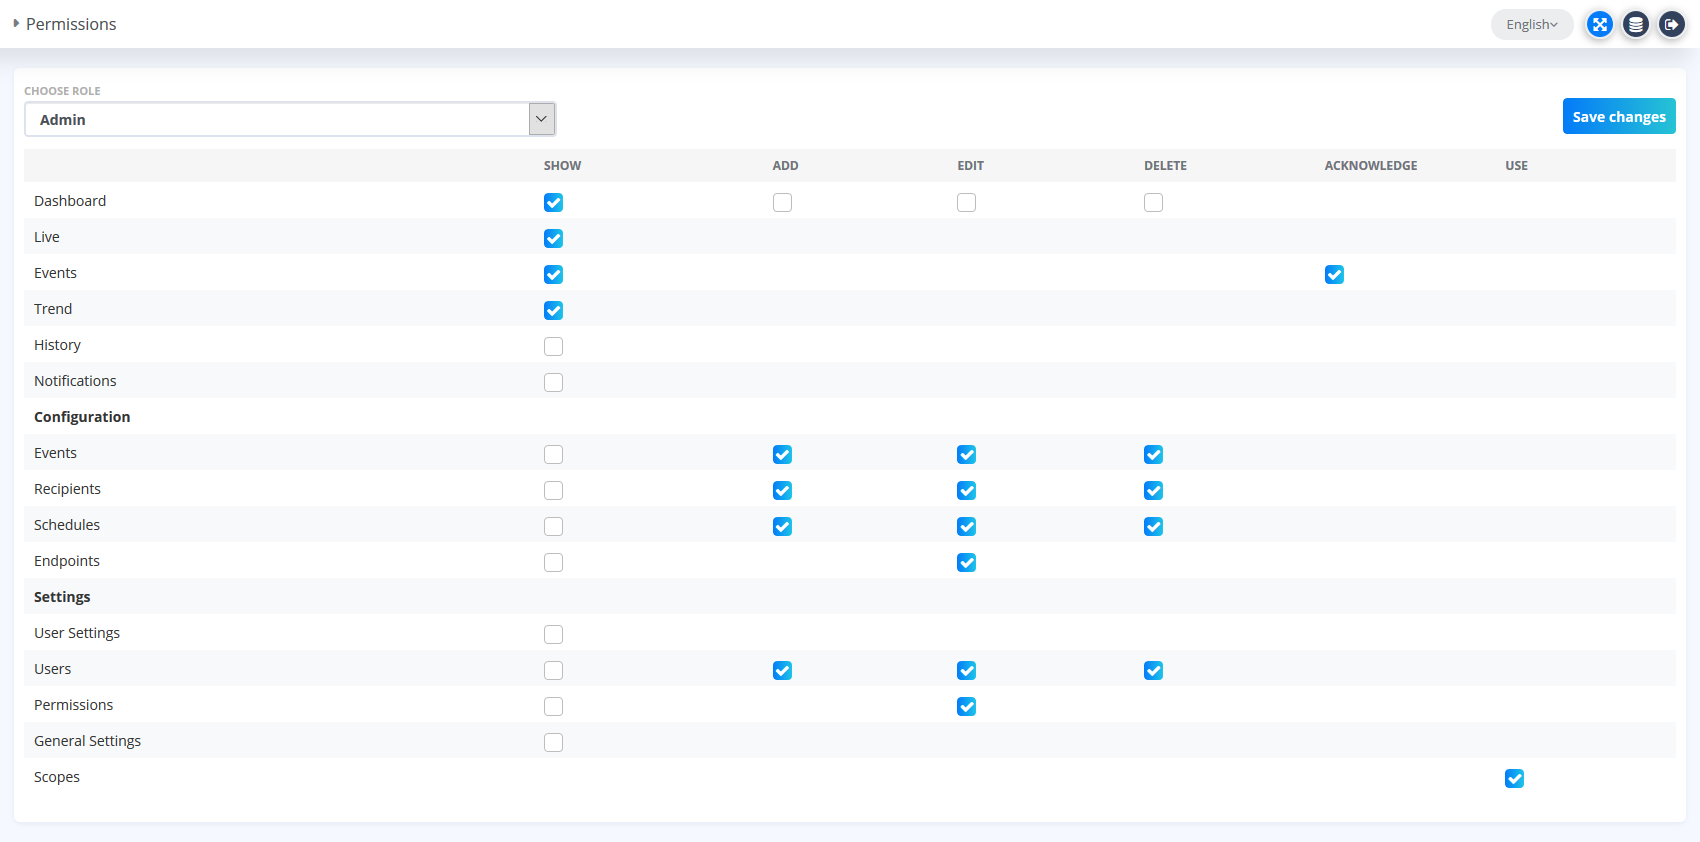 Permissions
English
CHOOSE ROLE
Admin
Save changes
SHOW ADD EDIT DELETE ACKNOWLEDGE USE
Dashboard
Live
Events
Trend
History
Notifications
Configuration
Events
Recipients
Schedules
Endpoints
Settings
User Settings
Users
Permissions
General Settings
Scopes